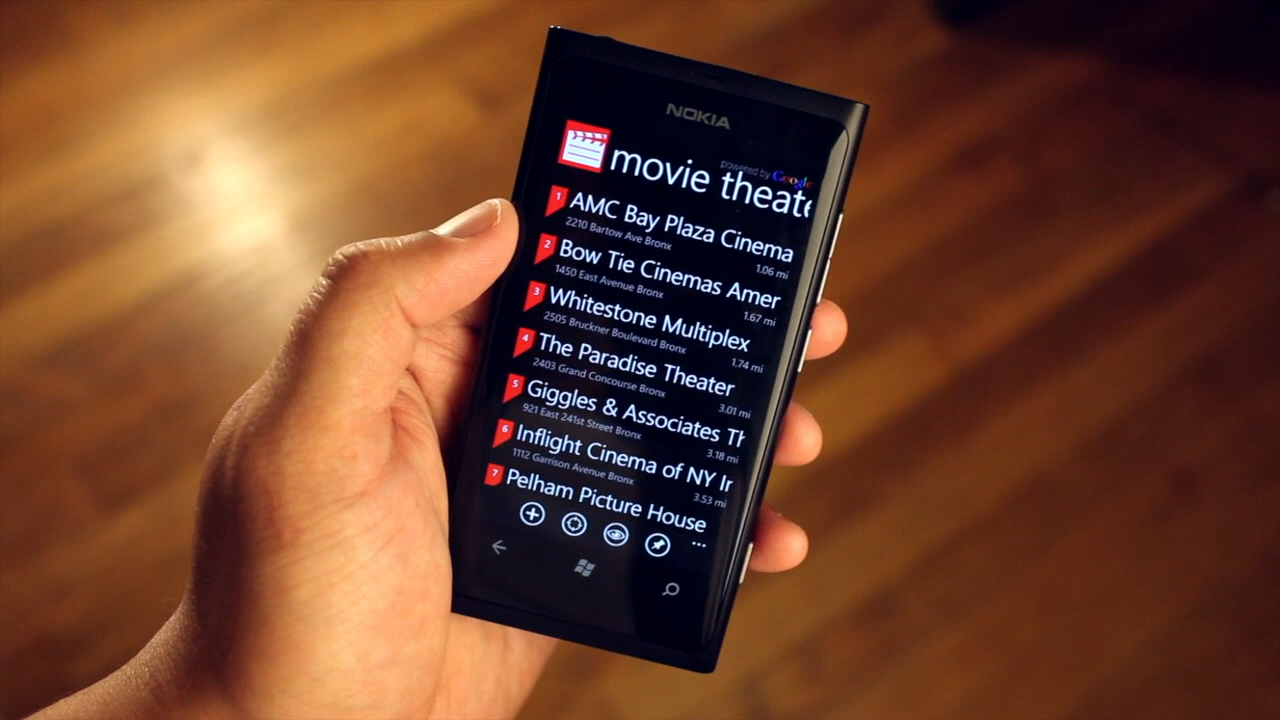 NOKIA
powered by Google
movie theate
1
AMC Bay Plaza Cinema
2210 Bartow Ave Bronx
1.06 mi
2
Bow Tie Cinemas Amer
1450 East Avenue Bronx
1.67 mi
3
Whitestone Multiplex
2505 Bruckner Boulevard Bronx
1.74 mi
4
The Paradise Theater
2403 Grand Concourse Bronx
3.01 mi
5
Giggles & Associates Th
921 East 241st Street Bronx
3.18 mi
6
Inflight Cinema of NY Ir
1112 Garrison Avenue Bronx
3.53 mi
7
Pelham Picture House
...